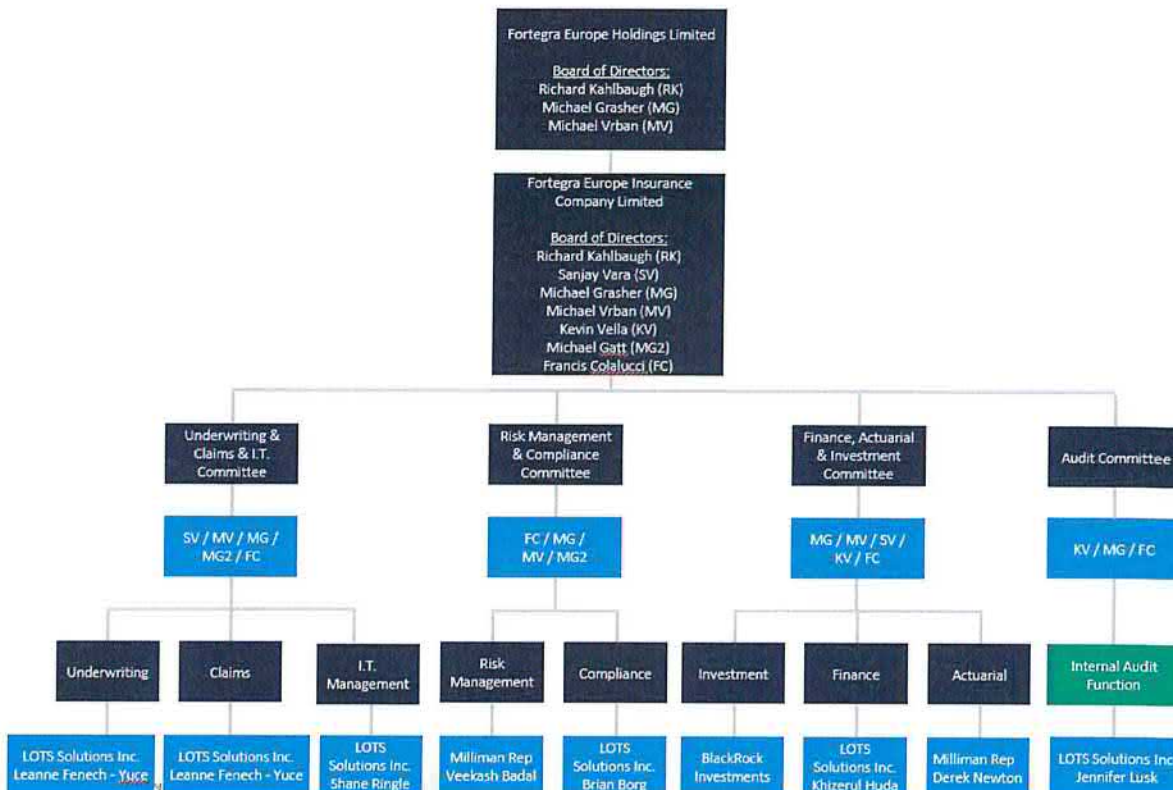 Fortegra Europe Holdings Limited
Board of Directors:
Richard Kahlbaugh (RK)
Michael Grasher (MG)
Michael Vrban (MV)
Fortegra Europe Insurance
Company Limited
Board of Directors:
Richard Kahlbaugh (RK)
Sanjay Vara (SV)
Michael Grasher (MG)
Michael Vrban (MV)
Kevin Vella (KV)
Michael Gatt (MG2)
Francis Colalucci (FC)
Underwriting &
Claims & I.T.
Committee
Risk Management
& Compliance
Committee
Finance, Actuarial
& Investment
Committee
Audit Committee
SV / MV / MG /
MG2 / FC
FC / MG /
MV / MG2
MG / MV / SV /
KV / FC
KV / MG / FC
Underwriting
Claims
I.T.
Management
Risk
Management
Compliance
Investment
Finance
Actuarial
Internal Audit
Function
LOTS Solutions Inc.
Leanne Fenech - Yuce
LOTS Solutions Inc.
Leanne Fenech - Yuce
LOTS
Solutions Inc.
Shane Ringle
Milliman Rep
Veekash Badal
LOTS
Solutions Inc.
Brian Borg
BlackRock
Investments
LOTS
Solutions Inc.
Khizerul Huda
Milliman Rep
Derek Newton
LOTS Solutions Inc.
Jennifer Lusk